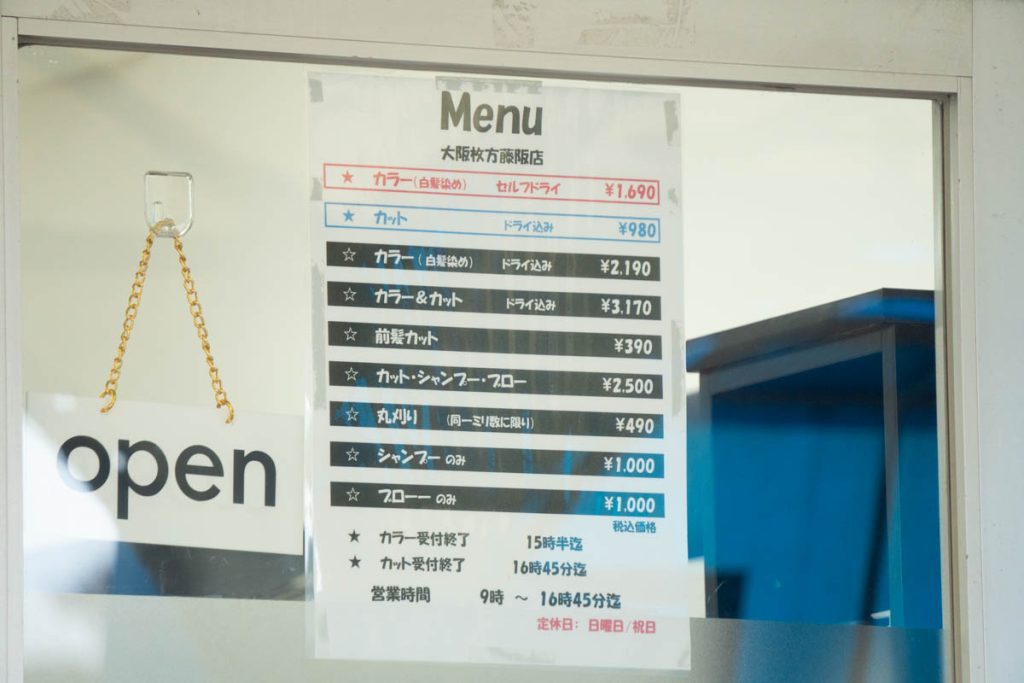 Menu
大阪枚方藤阪店
★ カラー(白髪染め) セルフドライ ¥1.690
★ カット ドライ込み ¥980
☆ カラー(白髪染め) ドライ込み ¥2.190
☆ カラー&カット ドライ込み ¥3.170
☆ 前髪カット ¥390
☆ カット・シャンプー・ブロー ¥2.500
☆ 丸刈り (同一ミリ数に限り) ¥490
☆ シャンプー のみ ¥1.000
☆ ブローー のみ ¥1.000
税込価格
★ カラー受付終了 15時半迄
★ カット受付終了 16時45分迄
営業時間 9時 ～ 16時45分迄
定休日: 日曜日/祝日
open